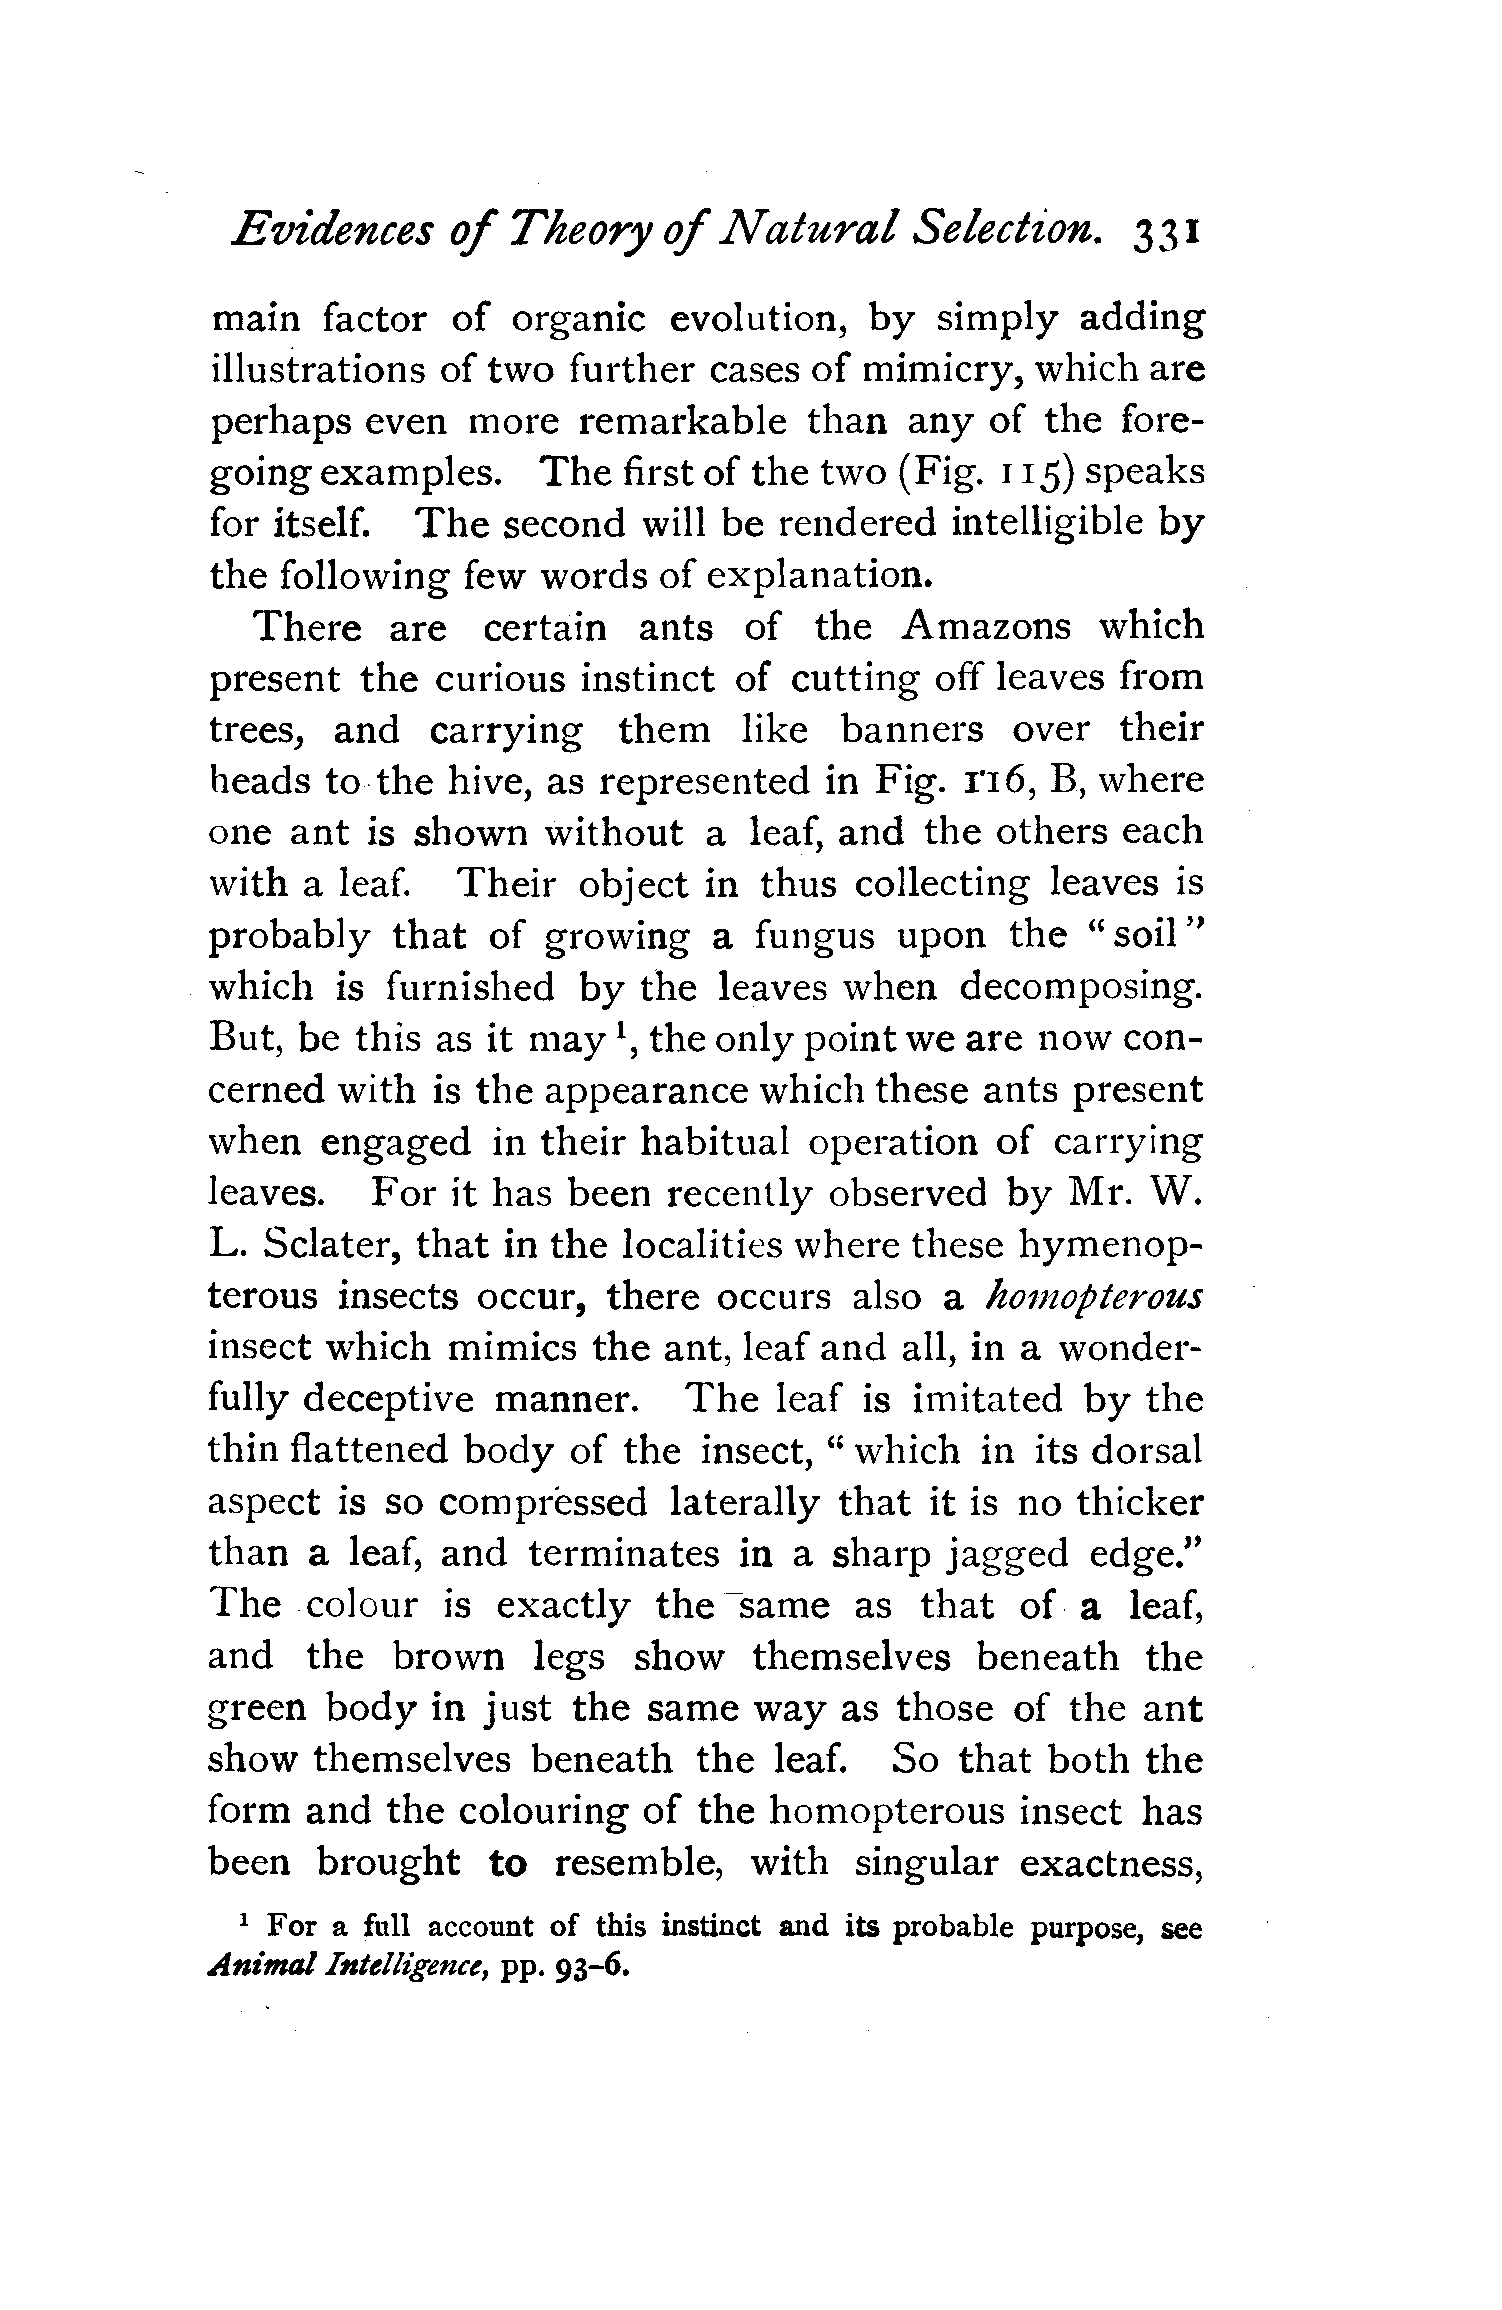 Evidences of Theory of Natural Selection. 331
main factor of organic evolution, by simply adding
illustrations of two further cases of mimicry, which are
perhaps even more remarkable than any of the fore-
going examples. The first of the two (Fig. 115) speaks
for itself. The second will be rendered intelligible by
the following few words of explanation.
There are certain ants of the Amazons which
present the curious instinct of cutting off leaves from
trees, and carrying them like banners over their
heads to the hive, as represented in Fig. 116, B, where
one ant is shown without a leaf, and the others each
with a leaf. Their object in thus collecting leaves is
probably that of growing a fungus upon the “soil”
which is furnished by the leaves when decomposing.
But, be this as it may ¹, the only point we are now con-
cerned with is the appearance which these ants present
when engaged in their habitual operation of carrying
leaves. For it has been recently observed by Mr. W.
L. Sclater, that in the localities where these hymenop-
terous insects occur, there occurs also a homopterous
insect which mimics the ant, leaf and all, in a wonder-
fully deceptive manner. The leaf is imitated by the
thin flattened body of the insect, “which in its dorsal
aspect is so compressed laterally that it is no thicker
than a leaf, and terminates in a sharp jagged edge.”
The colour is exactly the same as that of a leaf,
and the brown legs show themselves beneath the
green body in just the same way as those of the ant
show themselves beneath the leaf. So that both the
form and the colouring of the homopterous insect has
been brought to resemble, with singular exactness,
¹ For a full account of this instinct and its probable purpose, see
Animal Intelligence, pp. 93–6.